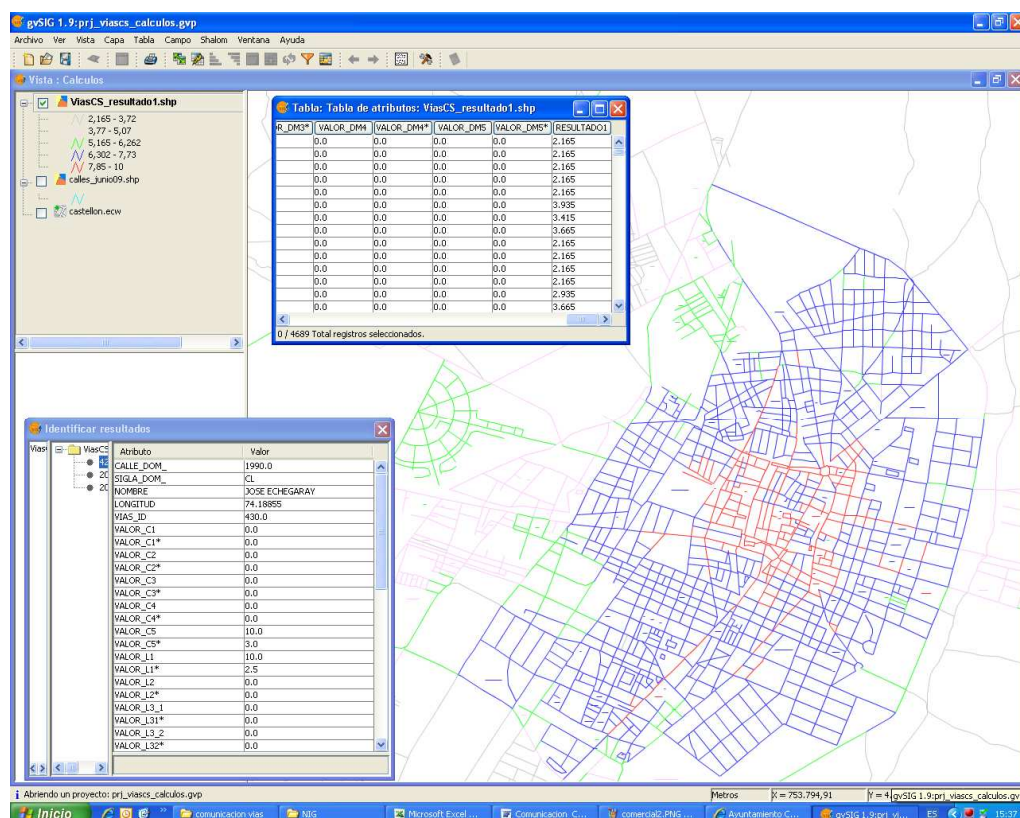 gvSIG 1.9:prj_viascs_calculos.gvp
Archivo Ver Vista Capa Tabla Campo Shalom Ventana Ayuda
Vista : Calculos
ViasCS_resultado1.shp
2,165 - 3,72
3,77 - 5,07
5,165 - 6,262
6,302 - 7,73
7,85 - 10
calles_junio09.shp
castellon.ecw
Tabla: Tabla de atributos: ViasCS_resultado1.shp
R_DM3* VALOR_DM4 VALOR_DM4* VALOR_DM5 VALOR_DM5* RESULTADO1
0.0 0.0 0.0 0.0 2.165
0.0 0.0 0.0 0.0 2.165
0.0 0.0 0.0 0.0 2.165
0.0 0.0 0.0 0.0 2.165
0.0 0.0 0.0 0.0 2.165
0.0 0.0 0.0 0.0 3.935
0.0 0.0 0.0 0.0 3.415
0.0 0.0 0.0 0.0 3.665
0.0 0.0 0.0 0.0 2.165
0.0 0.0 0.0 0.0 2.165
0.0 0.0 0.0 0.0 2.165
0.0 0.0 0.0 0.0 2.165
0.0 0.0 0.0 0.0 2.935
0.0 0.0 0.0 0.0 3.665
0 / 4689 Total registros seleccionados.
Identificar resultados
Vias ViasCS
42
20
20
Atributo Valor
CALLE_DOM_ 1990.0
SIGLA_DOM_ CL
NOMBRE JOSE ECHEGARAY
LONGITUD 74.18855
VIAS_ID 430.0
VALOR_C1 0.0
VALOR_C1* 0.0
VALOR_C2 0.0
VALOR_C2* 0.0
VALOR_C3 0.0
VALOR_C3* 0.0
VALOR_C4 0.0
VALOR_C4* 0.0
VALOR_C5 10.0
VALOR_C5* 3.0
VALOR_L1 10.0
VALOR_L1* 2.5
VALOR_L2 0.0
VALOR_L2* 0.0
VALOR_L3_1 0.0
VALOR_L31* 0.0
VALOR_L3_2 0.0
VALOR_L32* 0.0
Abriendo un proyecto: prj_viascs_calculos.gvp
Metros X = 753.794,91 Y = 4. gvSIG 1.9:prj_viascs_calculos.gvp
Inicio comunicacion vias NIG Microsoft Excel ... Comunicacion_C... comercial2.PNG ... Ayuntamiento C... gvSIG 1.9:prj_vi... ES 15:37